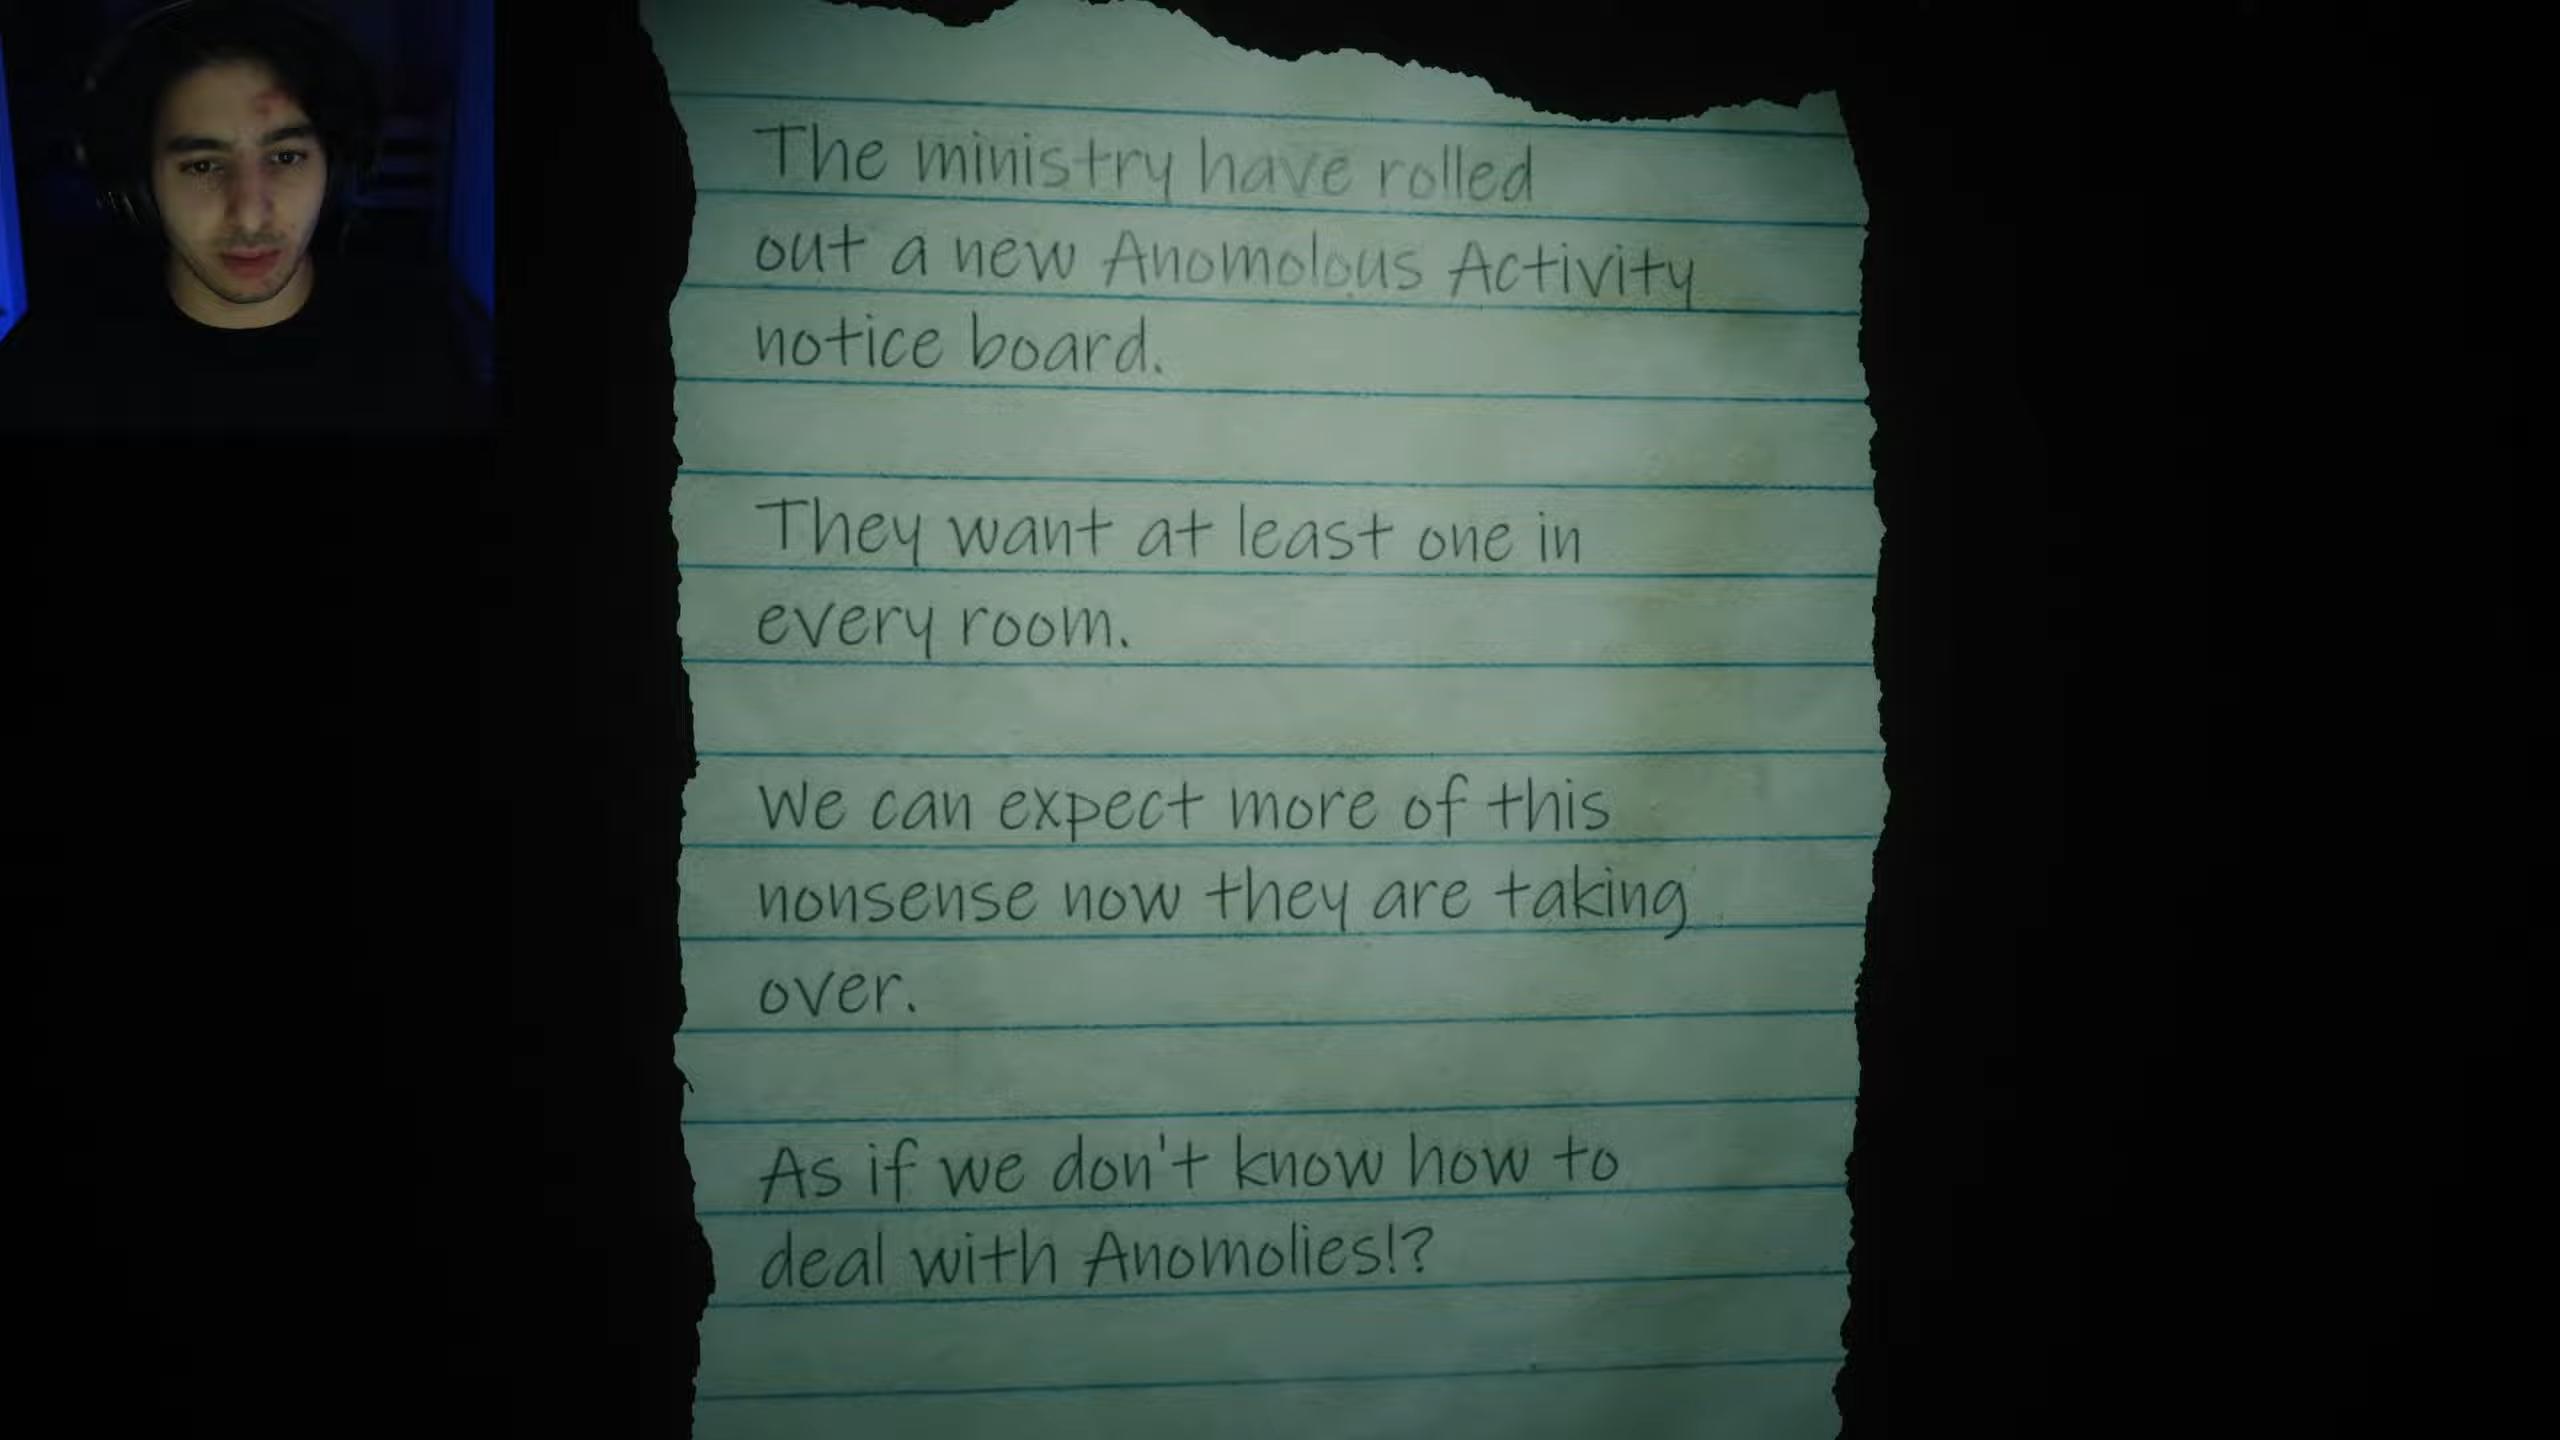 The ministry have rolled
out a new Anomolous Activity
notice board.
They want at least one in
every room.
We can expect more of this
nonsense now they are taking
over.
As if we don't know how to
deal with Anomolies!?